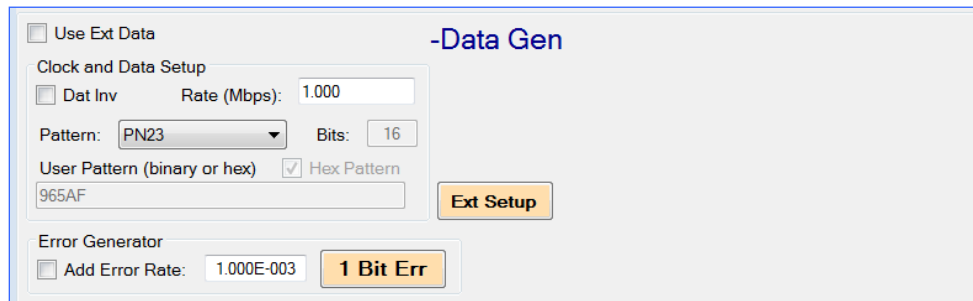 Use Ext Data
-Data Gen
Clock and Data Setup
Dat Inv Rate (Mbps): 1.000
Pattern: PN23 Bits: 16
User Pattern (binary or hex) Hex Pattern
965AF
Ext Setup
Error Generator
Add Error Rate: 1.000E-003 1 Bit Err